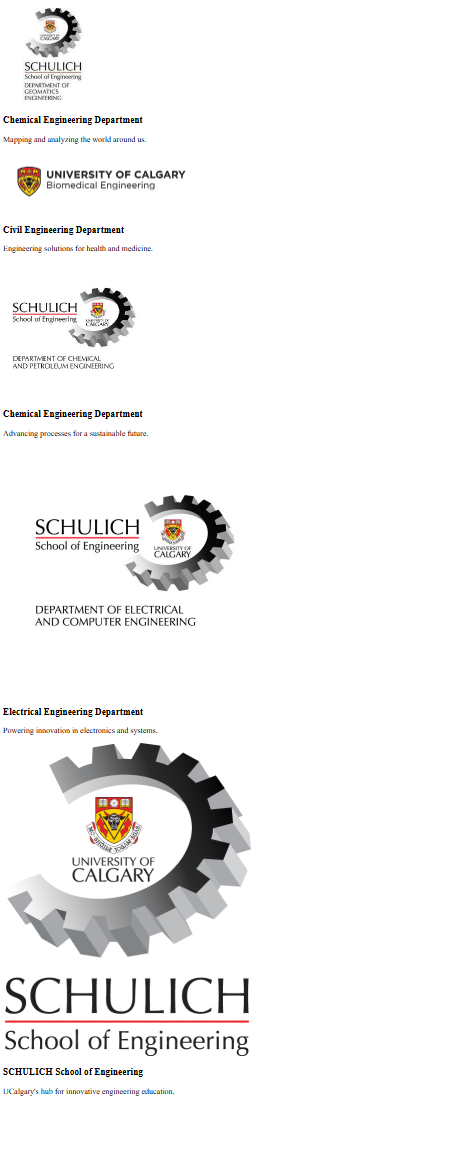 UNIVERSITY OF
CALGARY
SCHULICH
School of Engineering
DEPARTMENT OF
GEOMATICS
ENGINEERING
Chemical Engineering Department
Mapping and analyzing the world around us.
UNIVERSITY OF CALGARY
Biomedical Engineering
Civil Engineering Department
Engineering solutions for health and medicine.
SCHULICH
School of Engineering
UNIVERSITY OF
CALGARY
DEPARTMENT OF CHEMICAL
AND PETROLEUM ENGINEERING
Chemical Engineering Department
Advancing processes for a sustainable future.
SCHULICH
School of Engineering
UNIVERSITY OF
CALGARY
DEPARTMENT OF ELECTRICAL
AND COMPUTER ENGINEERING
Electrical Engineering Department
Powering innovation in electronics and systems.
UNIVERSITY OF
CALGARY
SCHULICH
School of Engineering
SCHULICH School of Engineering
UCalgary's hub for innovative engineering education.